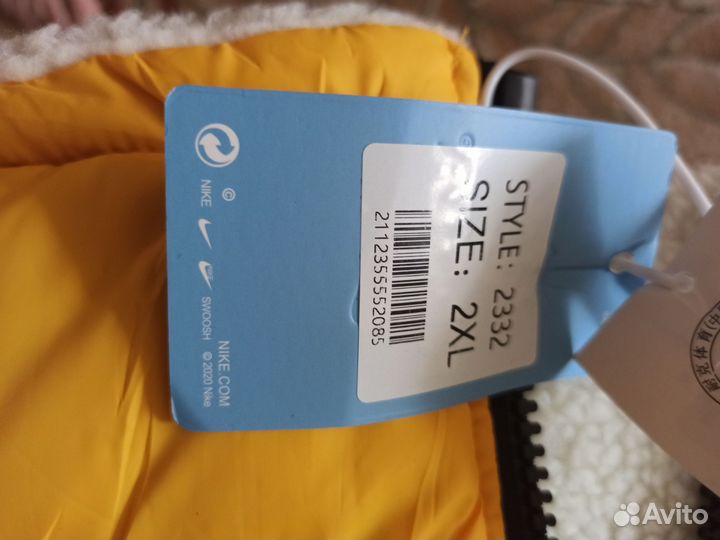 STYLE: 2332
SIZE: 2XL
2112355552085
©
NIKE
SWOOSH
NIKE.COM
© 2020 Nike
Avito